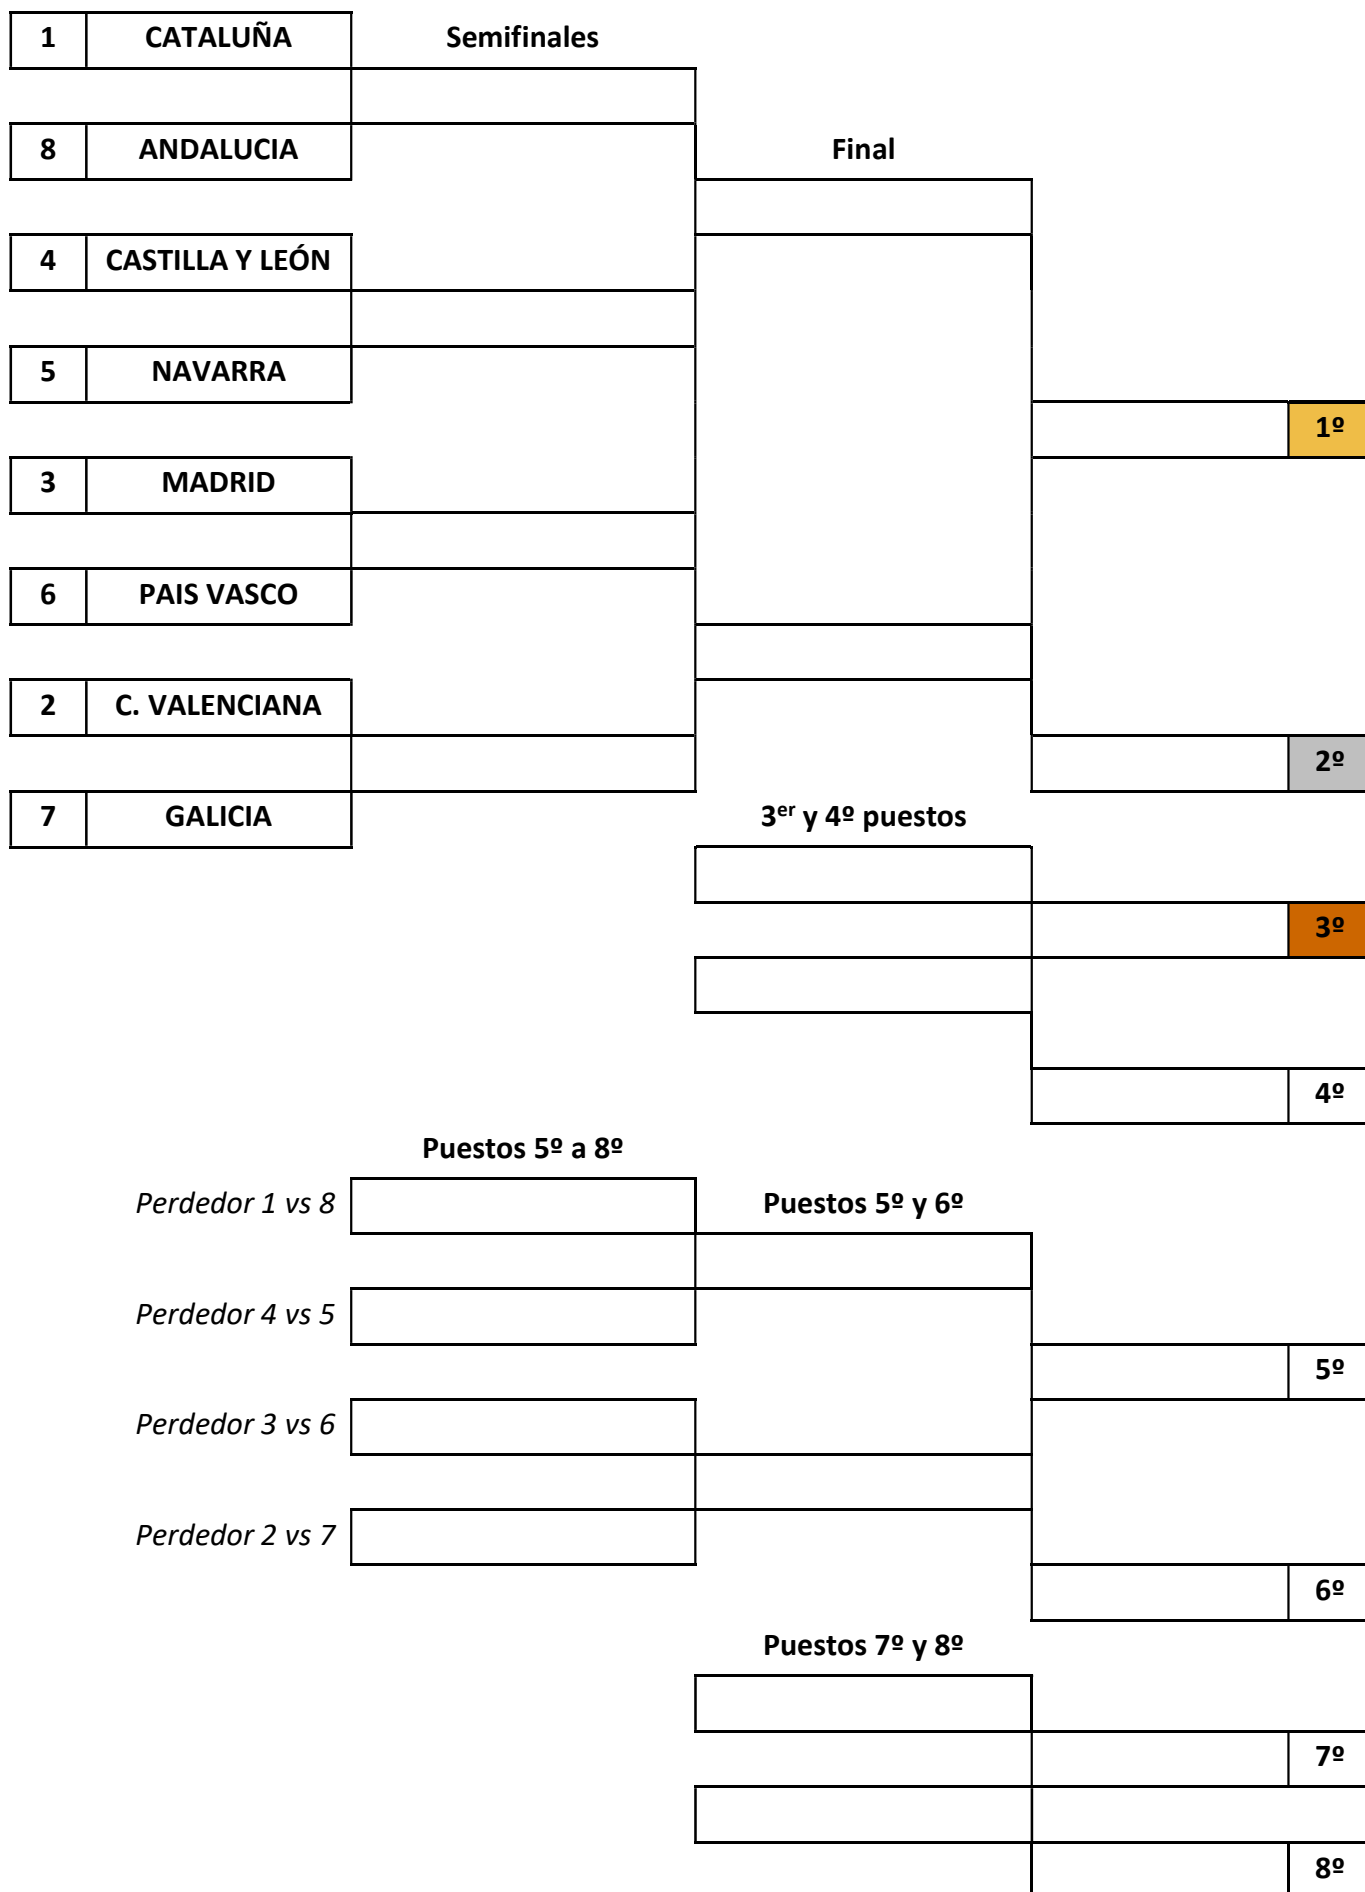 1 CATALUÑA Semifinales
8 ANDALUCIA Final
4 CASTILLA Y LEÓN
5 NAVARRA
1º
3 MADRID
6 PAIS VASCO
2 C. VALENCIANA
2º
7 GALICIA 3er y 4º puestos
3º
4º
Puestos 5º a 8º
Perdedor 1 vs 8 Puestos 5º y 6º
Perdedor 4 vs 5
5º
Perdedor 3 vs 6
Perdedor 2 vs 7
6º
Puestos 7º y 8º
7º
8º